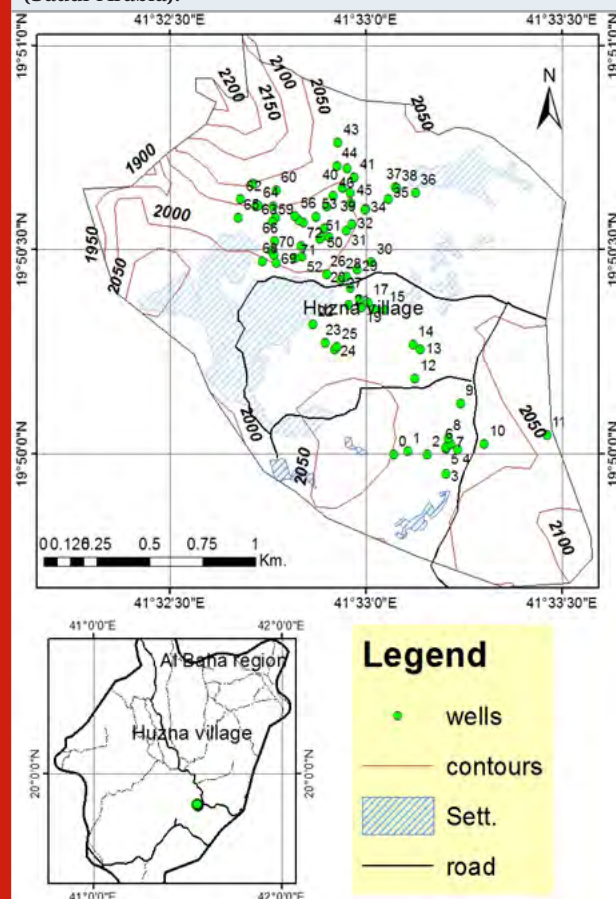 (Saudi Arabia).
41°32'30"E 41°33'0"E 41°33'30"E
19°51'0"N
19°50'30"N
19°50'0"N
19°51'0"N
19°50'30"N
19°50'0"N
N
2200
2150
2100
2050
2050
1900
2000
1950
2050
2000
2050
2050
2100
43
44
40 41
37 38
36
35
62 60
64
45
65 63 59 56 53 39 34
66 51 32
72
50 31
70
68 71
69 52 26 28 29 30
27
17
15
Huzna village
19
23 25
24
14
13
12
9
8
6
7
0 1 2
5 4
3
10
11
0 0.125 0.25 0.5 0.75 1
Km.
41°32'30"E 41°33'0"E 41°33'30"E
41°0'0"E 42°0'0"E
Al Baha region
Huzna village
20°0'0"N
20°0'0"N
41°0'0"E 42°0'0"E
Legend
wells
contours
Sett.
road